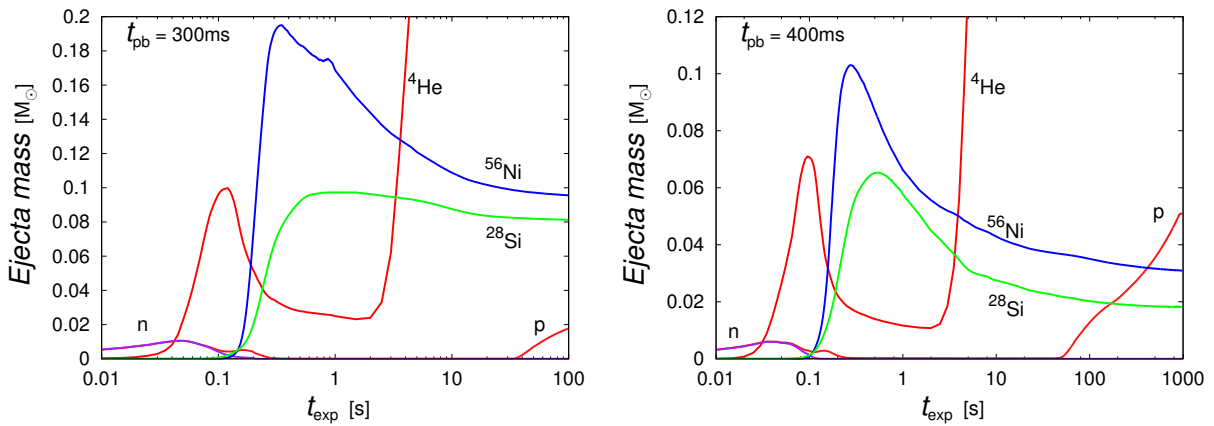 t_pb = 300ms
Ejecta mass [M☉]
0.2
0.18
0.16
0.14
0.12
0.1
0.08
0.06
0.04
0.02
0
⁴He
⁵⁶Ni
²⁸Si
n
p
0.01 0.1 1 10 100
t_exp [s]
t_pb = 400ms
Ejecta mass [M☉]
0.12
0.1
0.08
0.06
0.04
0.02
0
⁴He
⁵⁶Ni
²⁸Si
n
p
0.01 0.1 1 10 100 1000
t_exp [s]